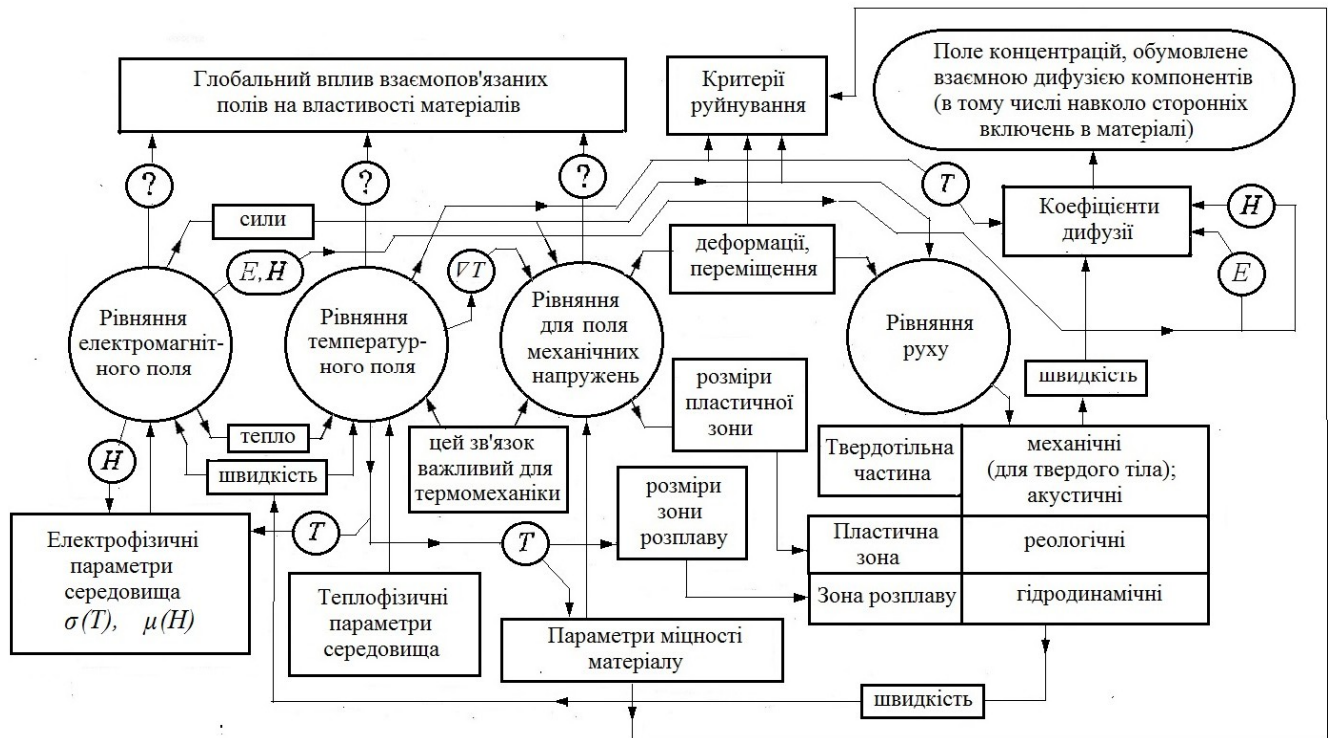 Глобальний вплив взаємопов'язаних
полів на властивості матеріалів
Критерії
руйнування
Поле концентрацій, обумовлене
взаємною дифузією компонентів
(в тому числі навколо сторонніх
включень в матеріалі)
?
?
?
T
сили
Коефіцієнти
дифузії
H
E, H
∇T
деформації,
переміщення
E
Рівняння
електромагніт-
ного поля
Рівняння
температур-
ного поля
Рівняння
для поля
механічних
напружень
Рівняння
руху
розміри
пластичної
зони
швидкість
тепло
H
швидкість
цей зв'язок
важливий для
термомеханіки
розміри
зони
розплаву
Твердотільна
частина
механічні
(для твердого тіла);
акустичні
T
T
Пластична
зона
реологічні
Зона розплаву
гідродинамічні
Електрофізичні
параметри
середовища
σ(T), μ(H)
Теплофізичні
параметри
середовища
Параметри міцності
матеріалу
швидкість